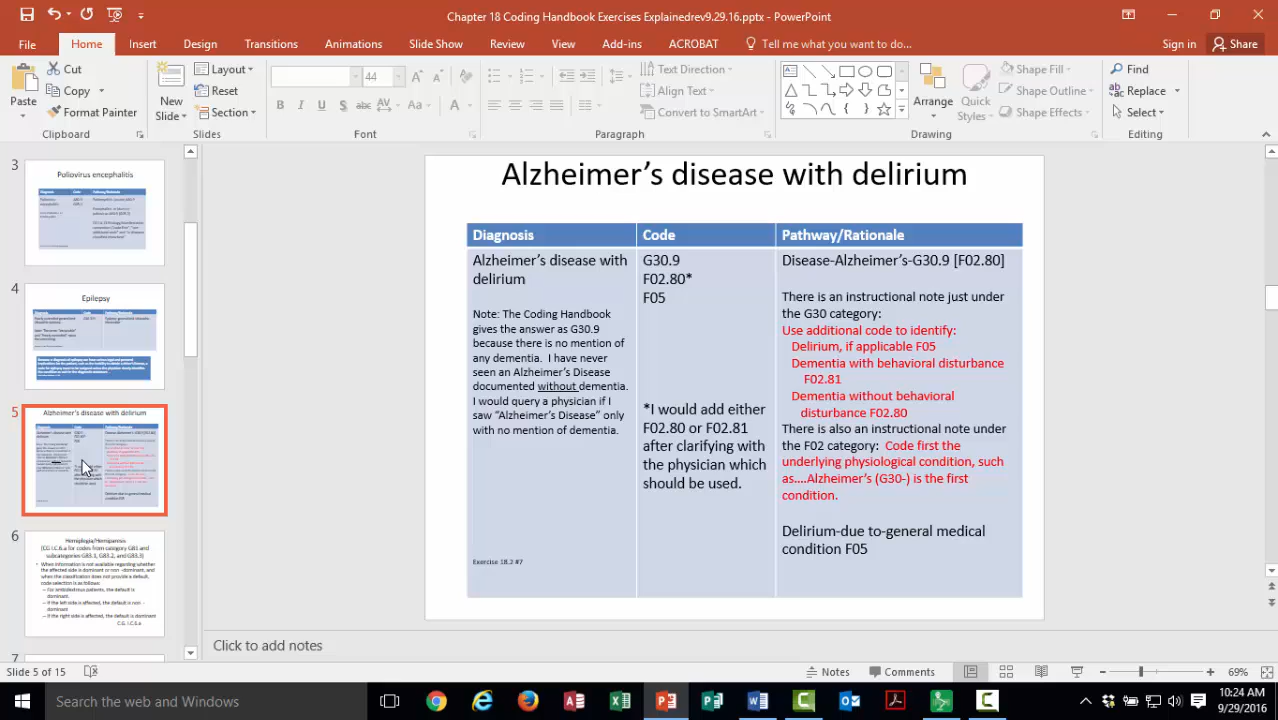 Chapter 18 Coding Handbook Exercises Explainedrev9.29.16.pptx - PowerPoint
File Home Insert Design Transitions Animations Slide Show Review View Add-ins ACROBAT Tell me what you want to do... Sign in Share
Paste
Cut
Copy
Format Painter
New Slide
Layout
Reset
Section
44
B I U S abc AV Aa A
Text Direction
Align Text
Convert to SmartArt
Arrange
Quick Styles
Shape Fill
Shape Outline
Shape Effects
Find
Replace
Select
Clipboard Slides Font Paragraph Drawing Editing
3
Poliovirus encephalitis
4
Epilepsy
5
Alzheimer's disease with delirium
6
Hemiplegia/Hemiparesis
7
Alzheimer's disease with delirium
Diagnosis Code Pathway/Rationale
Alzheimer's disease with
delirium
Note: The Coding Handbook
gives the answer as G30.9
because there is no mention of
any dementia. I have never
seen an Alzheimer's Disease
documented without dementia.
I would query a physician if I
saw "Alzheimer's Disease" only
with no mention of dementia.
Exercise 18.2 #7
G30.9
F02.80*
F05
*I would add either
F02.80 or F02.81
after clarifying with
the physician which
should be used.
Disease-Alzheimer's-G30.9 [F02.80]
There is an instructional note just under
the G30 category:
Use additional code to identify:
Delirium, if applicable F05
Dementia with behavioral disturbance
F02.81
Dementia without behavioral
disturbance F02.80
There is also an instructional note under
the F02 category: Code first the
underlying physiological condition, such
as....Alzheimer's (G30-) is the first
condition.
Delirium-due to-general medical
condition F05
Click to add notes
Slide 5 of 15
Notes Comments 69%
Search the web and Windows
10:24 AM
9/29/2016